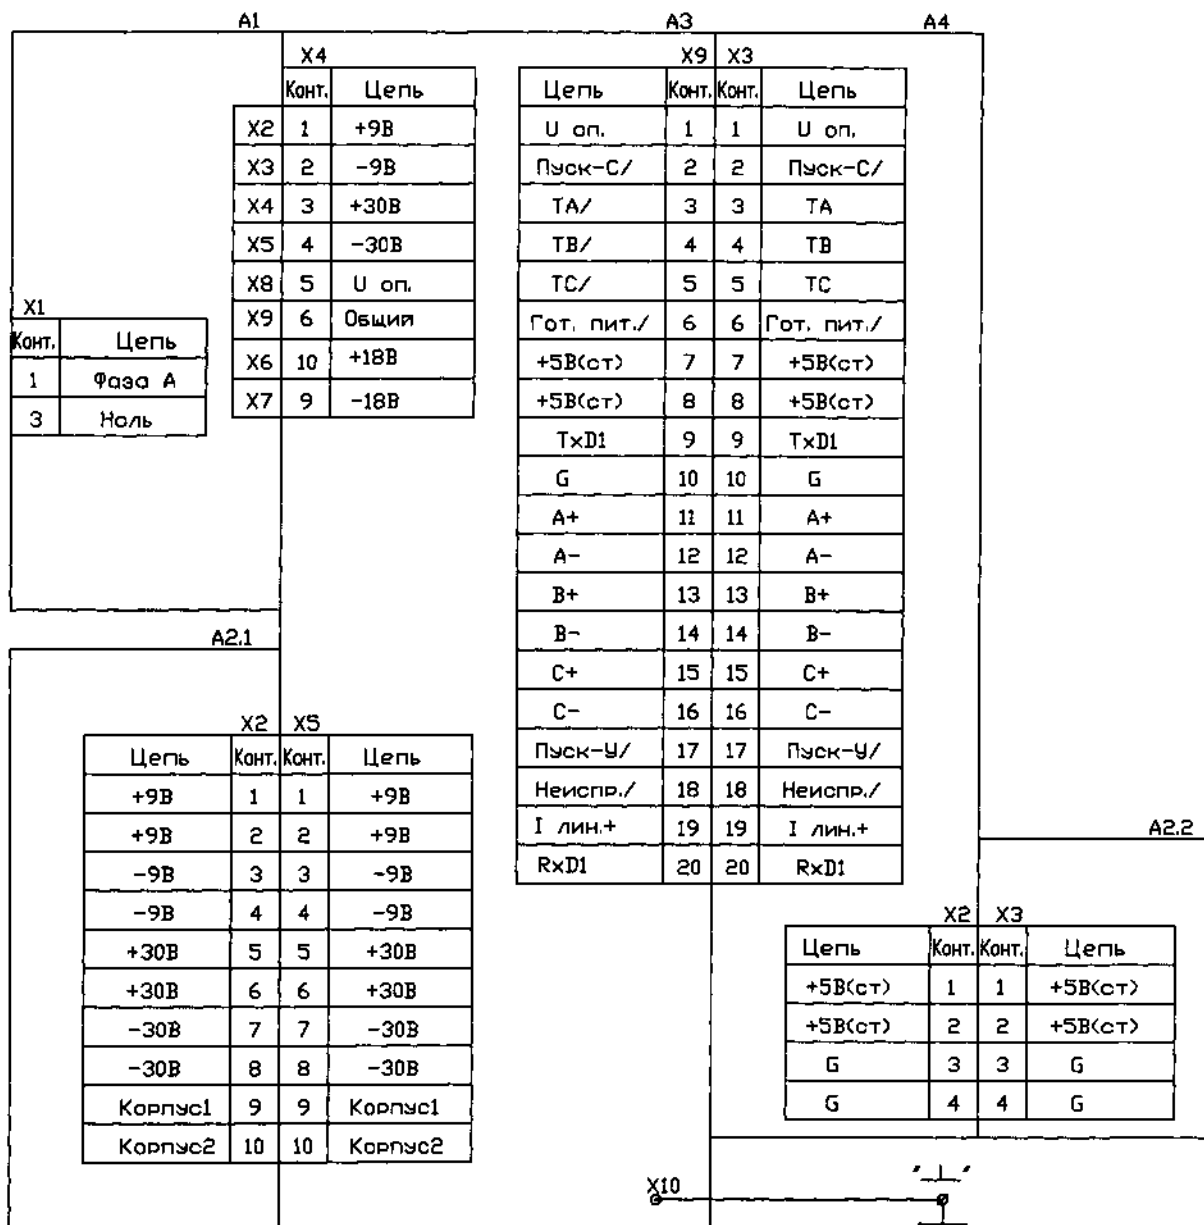 A1 A3 A4
X4
Конт. Цепь
X2 1 +9В
X3 2 -9В
X4 3 +30В
X5 4 -30В
X8 5 U оп.
X9 6 Общий
X6 10 +18В
X7 9 -18В
X1
Конт. Цепь
1 Фаза А
3 Ноль
X9 X3
Цепь Конт. Конт. Цепь
U оп. 1 1 U оп.
Пуск-С/ 2 2 Пуск-С/
ТА/ 3 3 ТА
ТВ/ 4 4 ТВ
ТС/ 5 5 ТС
Гот. пит./ 6 6 Гот. пит./
+5В(ст) 7 7 +5В(ст)
+5В(ст) 8 8 +5В(ст)
TxD1 9 9 TxD1
G 10 10 G
A+ 11 11 A+
A- 12 12 A-
B+ 13 13 B+
B- 14 14 B-
C+ 15 15 C+
C- 16 16 C-
Пуск-У/ 17 17 Пуск-У/
Неиспр./ 18 18 Неиспр./
I лин.+ 19 19 I лин.+
RxD1 20 20 RxD1
A2.1
X2 X5
Цепь Конт. Конт. Цепь
+9В 1 1 +9В
+9В 2 2 +9В
-9В 3 3 -9В
-9В 4 4 -9В
+30В 5 5 +30В
+30В 6 6 +30В
-30В 7 7 -30В
-30В 8 8 -30В
Корпус1 9 9 Корпус1
Корпус2 10 10 Корпус2
A2.2
X2 X3
Цепь Конт. Конт. Цепь
+5В(ст) 1 1 +5В(ст)
+5В(ст) 2 2 +5В(ст)
G 3 3 G
G 4 4 G
X10